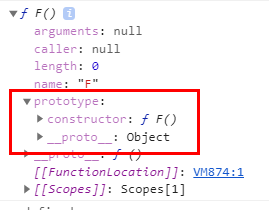 ▼ ƒ F() i
arguments: null
caller: null
length: 0
name: "F"
▼ prototype:
▶ constructor: ƒ F()
▶ __proto__: Object
▶ __proto__: ƒ ()
[[FunctionLocation]]: VM874:1
▶ [[Scopes]]: Scopes[1]